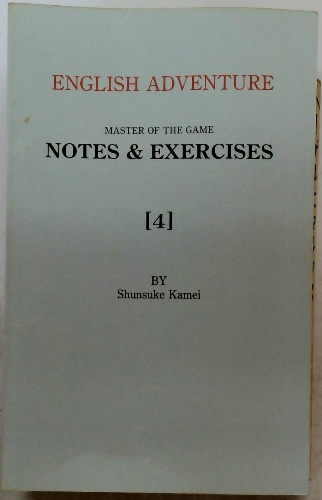 ENGLISH ADVENTURE
MASTER OF THE GAME
NOTES & EXERCISES
[4]
BY
Shunsuke Kamei